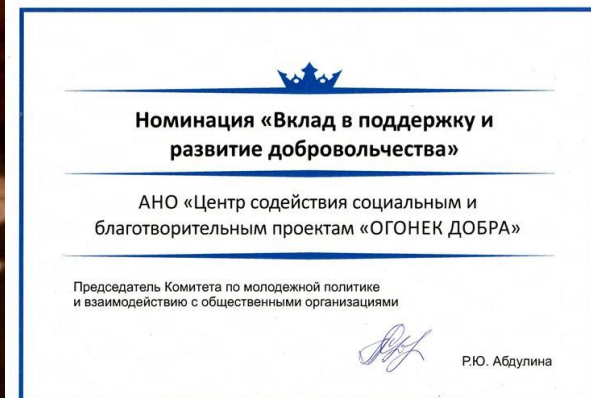 Номинация «Вклад в поддержку и
развитие добровольчества»
АНО «Центр содействия социальным и
благотворительным проектам «ОГОНЕК ДОБРА»
Председатель Комитета по молодежной политике
и взаимодействию с общественными организациями
Р.Ю. Абдулина